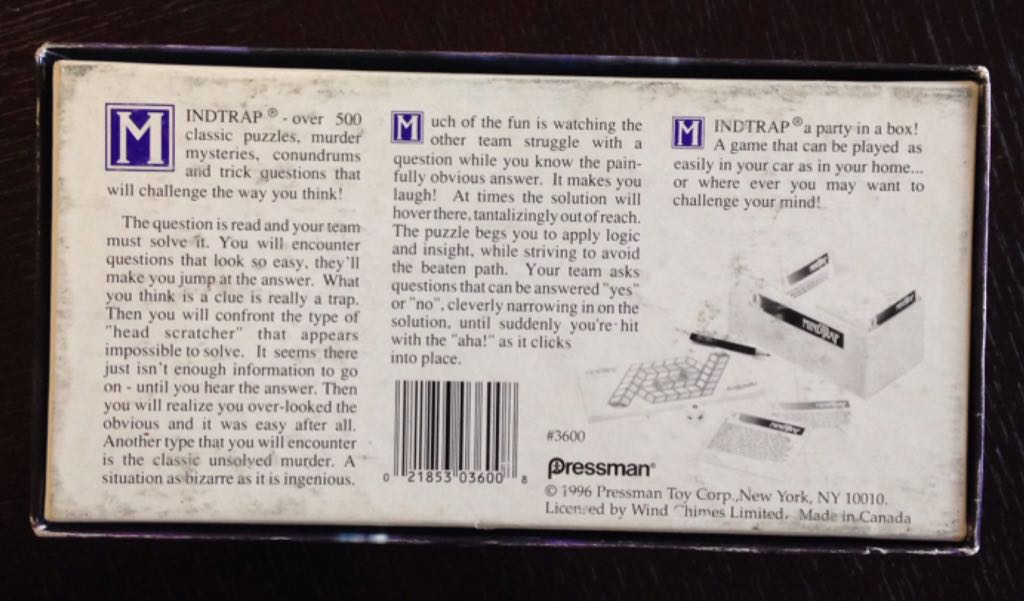 MINDTRAP® - over 500
classic puzzles, murder
mysteries, conundrums
and trick questions that
will challenge the way you think!
The question is read and your team
must solve it. You will encounter
questions that look so easy, they'll
make you jump at the answer. What
you think is a clue is really a trap.
Then you will confront the type of
"head scratcher" that appears
impossible to solve. It seems there
just isn't enough information to go
on - until you hear the answer. Then
you will realize you over-looked the
obvious and it was easy after all.
Another type that you will encounter
is the classic unsolved murder. A
situation as bizarre as it is ingenious.
Much of the fun is watching the
other team struggle with a
question while you know the pain-
fully obvious answer. It makes you
laugh! At times the solution will
hover there, tantalizingly out of reach.
The puzzle begs you to apply logic
and insight, while striving to avoid
the beaten path. Your team asks
questions that can be answered "yes"
or "no", cleverly narrowing in on the
solution, until suddenly you're hit
with the "aha!" as it clicks
into place.
0 21853 03600 8
MINDTRAP® a party in a box!
A game that can be played as
easily in your car as in your home...
or where ever you may want to
challenge your mind!
MINDTRAP
MINDTRAP
MINDTRAP
MINDTRAP
#3600
Pressman®
© 1996 Pressman Toy Corp., New York, NY 10010.
Licensed by Wind Chimes Limited. Made in Canada